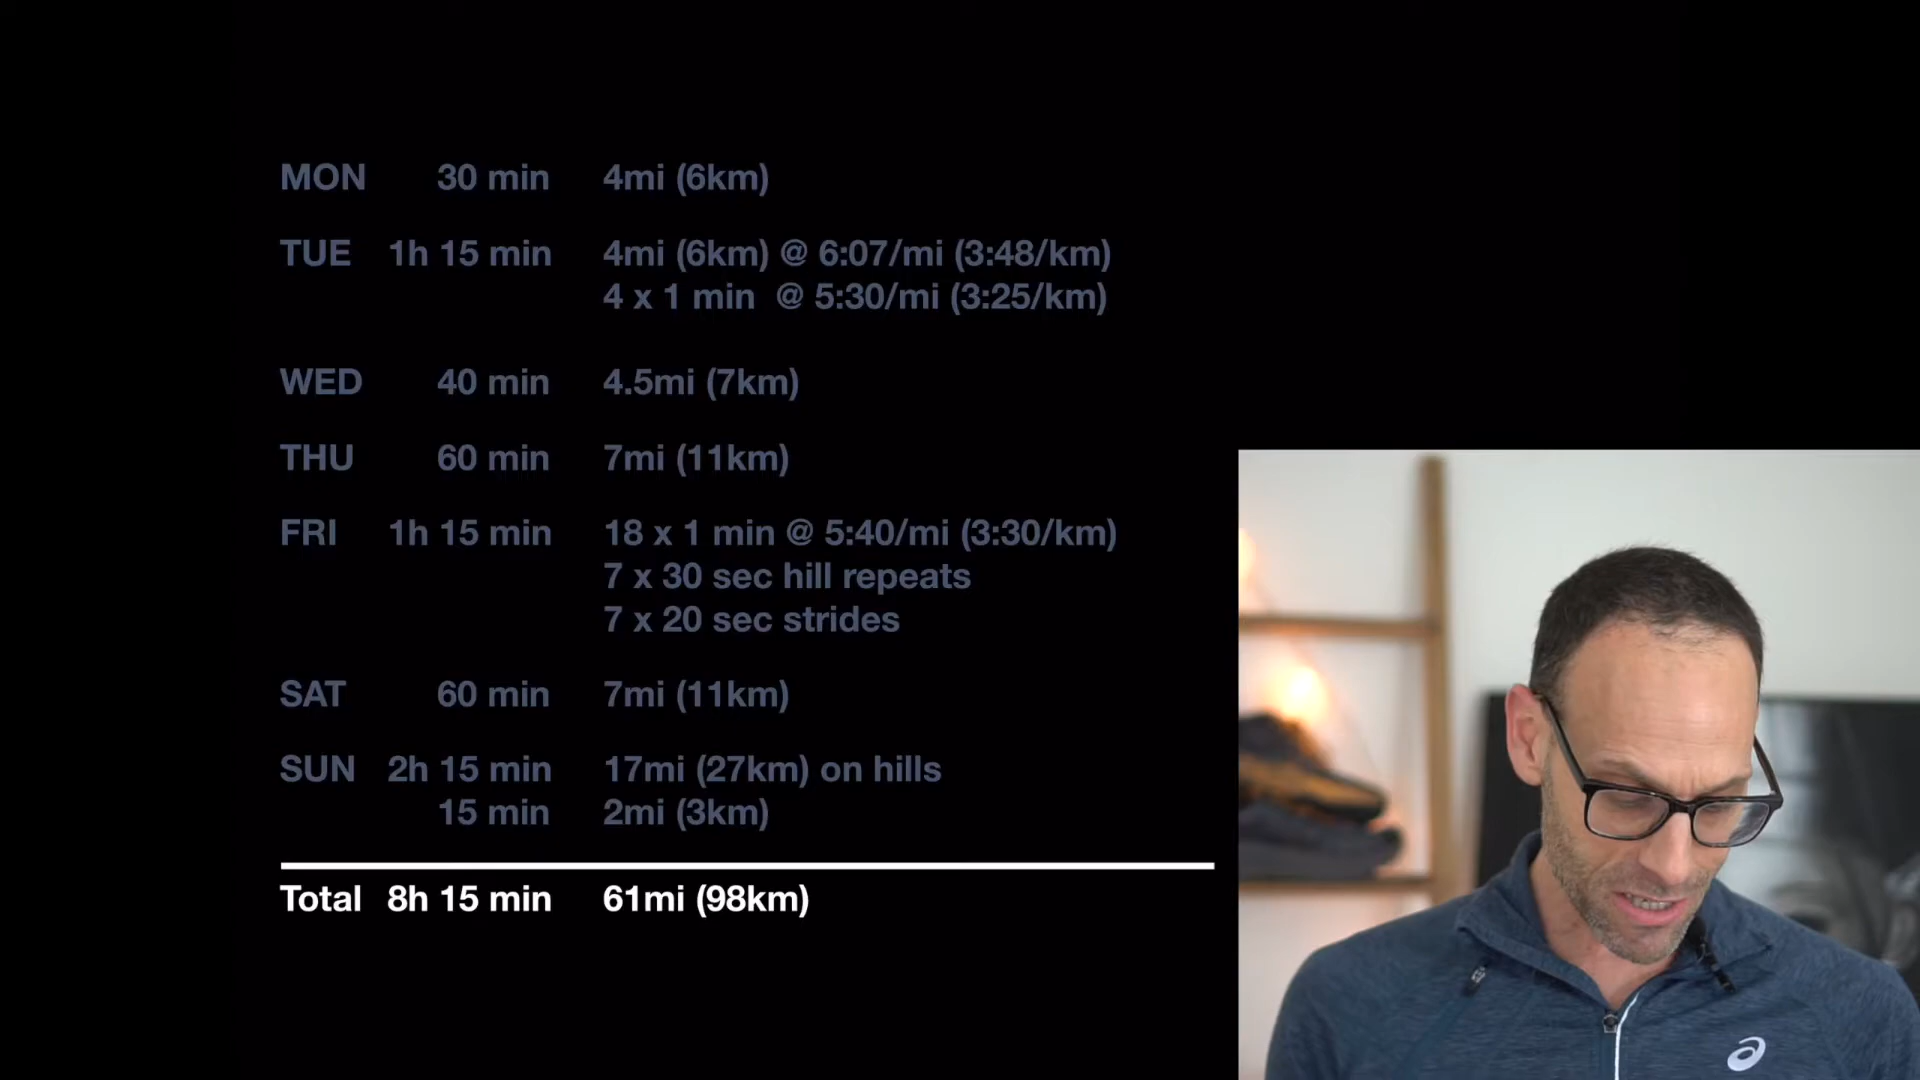 MON 30 min 4mi (6km)
TUE 1h 15 min 4mi (6km) @ 6:07/mi (3:48/km)
4 x 1 min @ 5:30/mi (3:25/km)
WED 40 min 4.5mi (7km)
THU 60 min 7mi (11km)
FRI 1h 15 min 18 x 1 min @ 5:40/mi (3:30/km)
7 x 30 sec hill repeats
7 x 20 sec strides
SAT 60 min 7mi (11km)
SUN 2h 15 min 17mi (27km) on hills
15 min 2mi (3km)
Total 8h 15 min 61mi (98km)